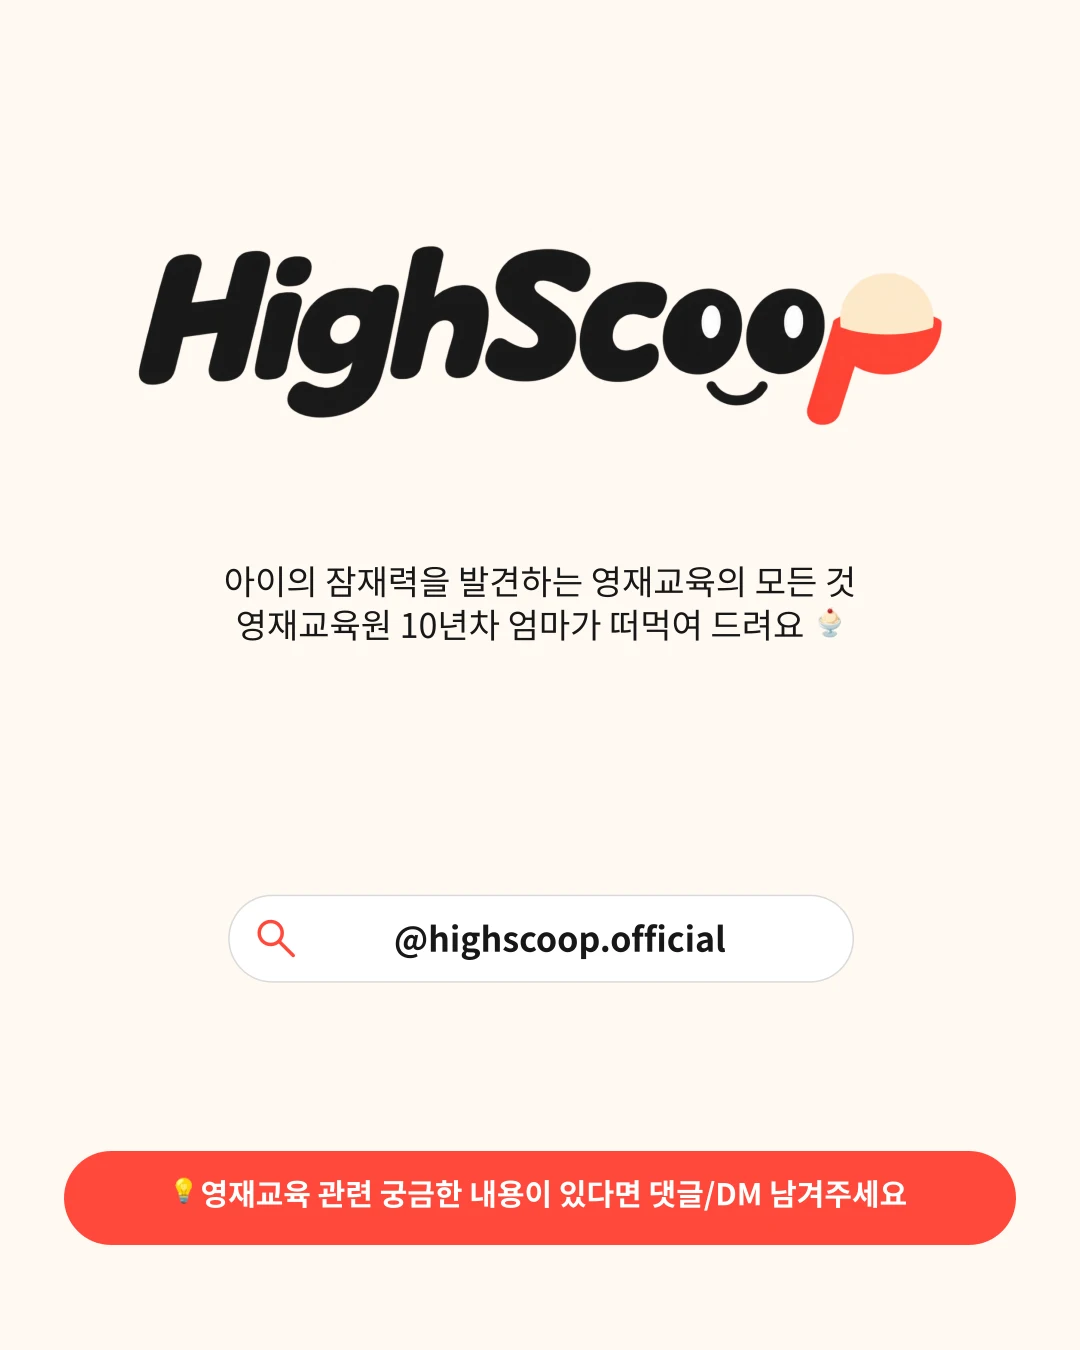 HighScoop
아이의 잠재력을 발견하는 영재교육의 모든 것
영재교육원 10년차 엄마가 떠먹여 드려요 🍨
@highscoop.official
💡영재교육 관련 궁금한 내용이 있다면 댓글/DM 남겨주세요